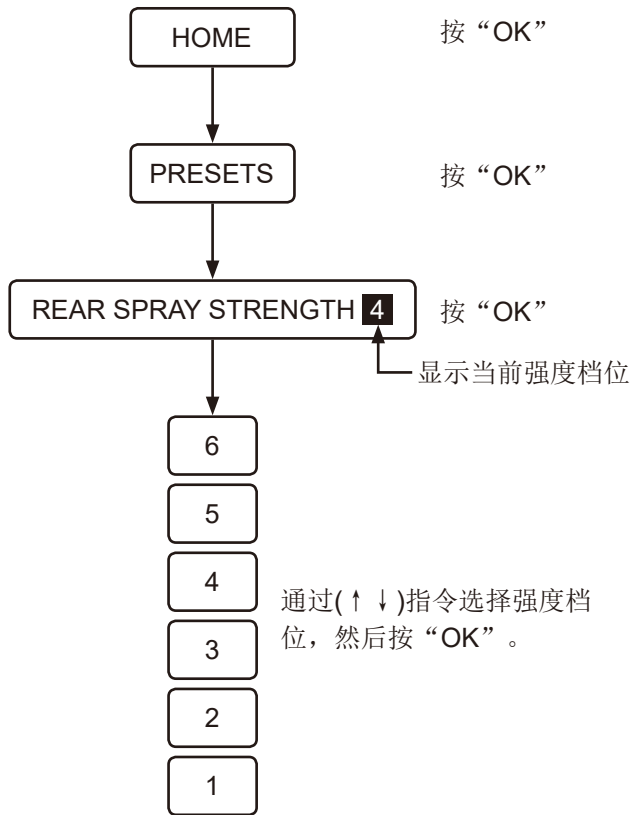 HOME
按“OK”
PRESETS
按“OK”
REAR SPRAY STRENGTH 4
按“OK”
显示当前强度档位
6
5
4
通过(↑↓)指令选择强度档
位，然后按“OK”。
3
2
1